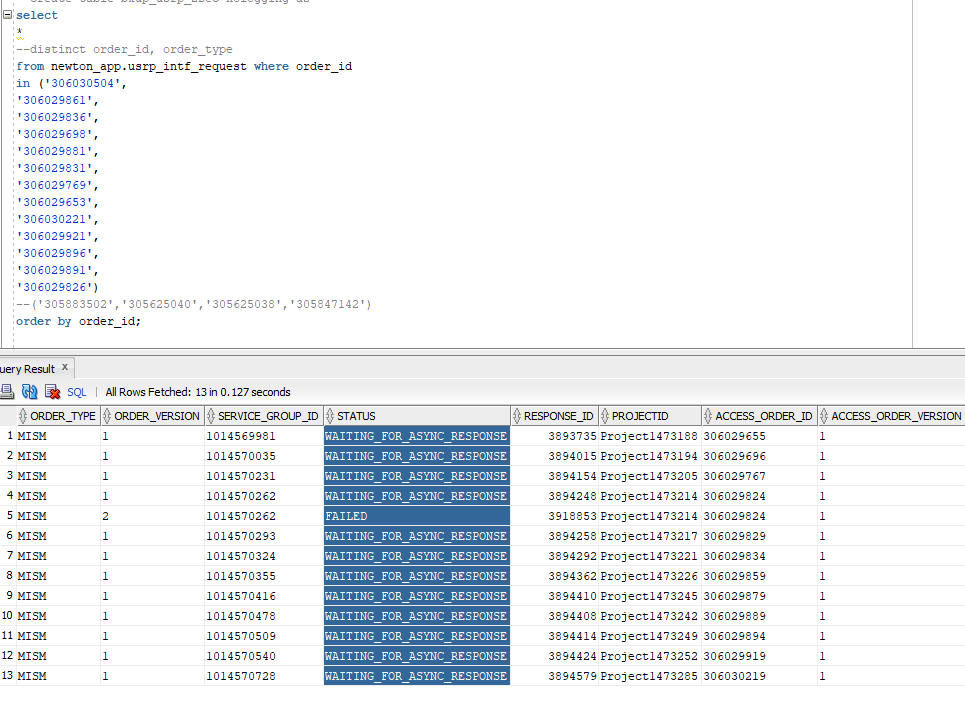 select
*
--distinct order_id, order_type
from newton_app.usrp_intf_request where order_id
in ('306030504',
'306029861',
'306029836',
'306029698',
'306029881',
'306029831',
'306029769',
'306029653',
'306030221',
'306029921',
'306029896',
'306029891',
'306029826')
--('305883502','305625040','305625038','305847142')
order by order_id;
uery Result x
SQL | All Rows Fetched: 13 in 0.127 seconds
ORDER_TYPE ORDER_VERSION SERVICE_GROUP_ID STATUS RESPONSE_ID PROJECTID ACCESS_ORDER_ID ACCESS_ORDER_VERSION
1 MISM 1 1014569981 WAITING_FOR_ASYNC_RESPONSE 3893735 Project1473188 306029655 1
2 MISM 1 1014570035 WAITING_FOR_ASYNC_RESPONSE 3894015 Project1473194 306029696 1
3 MISM 1 1014570231 WAITING_FOR_ASYNC_RESPONSE 3894154 Project1473205 306029767 1
4 MISM 1 1014570262 WAITING_FOR_ASYNC_RESPONSE 3894248 Project1473214 306029824 1
5 MISM 2 1014570262 FAILED 3918853 Project1473214 306029824 1
6 MISM 1 1014570293 WAITING_FOR_ASYNC_RESPONSE 3894258 Project1473217 306029829 1
7 MISM 1 1014570324 WAITING_FOR_ASYNC_RESPONSE 3894292 Project1473221 306029834 1
8 MISM 1 1014570355 WAITING_FOR_ASYNC_RESPONSE 3894362 Project1473226 306029859 1
9 MISM 1 1014570416 WAITING_FOR_ASYNC_RESPONSE 3894410 Project1473245 306029879 1
10 MISM 1 1014570478 WAITING_FOR_ASYNC_RESPONSE 3894408 Project1473242 306029889 1
11 MISM 1 1014570509 WAITING_FOR_ASYNC_RESPONSE 3894414 Project1473249 306029894 1
12 MISM 1 1014570540 WAITING_FOR_ASYNC_RESPONSE 3894424 Project1473252 306029919 1
13 MISM 1 1014570728 WAITING_FOR_ASYNC_RESPONSE 3894579 Project1473285 306030219 1